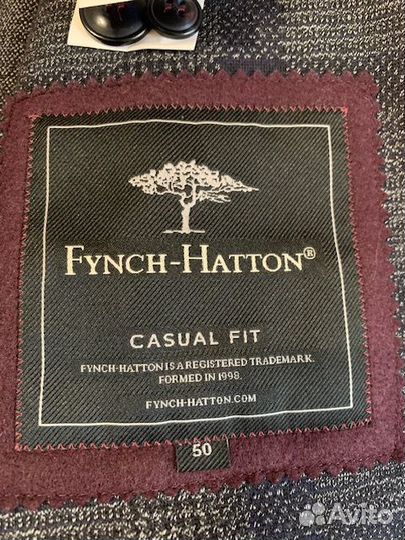 FYNCH-HATTON®
CASUAL FIT
FYNCH-HATTON IS A REGISTERED TRADEMARK.
FORMED IN 1998.
FYNCH-HATTON.COM
50
Avito